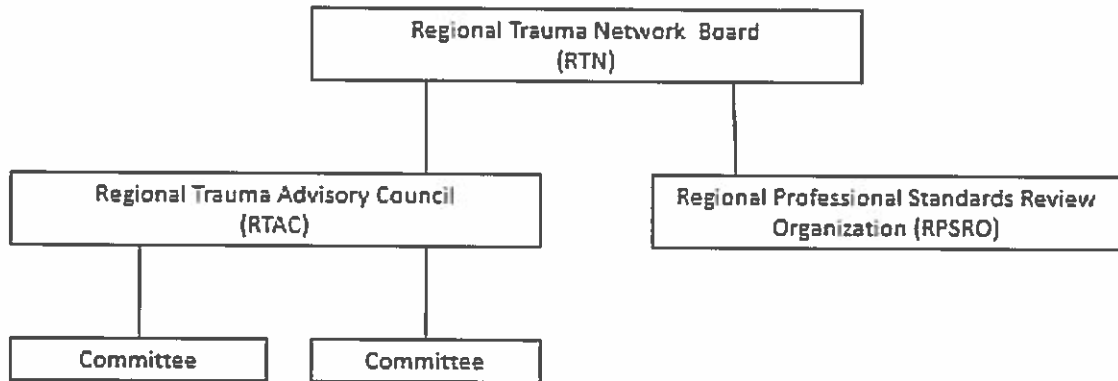 Regional Trauma Network Board
(RTN)
Regional Trauma Advisory Council
(RTAC)
Regional Professional Standards Review
Organization (RPSRO)
Committee
Committee